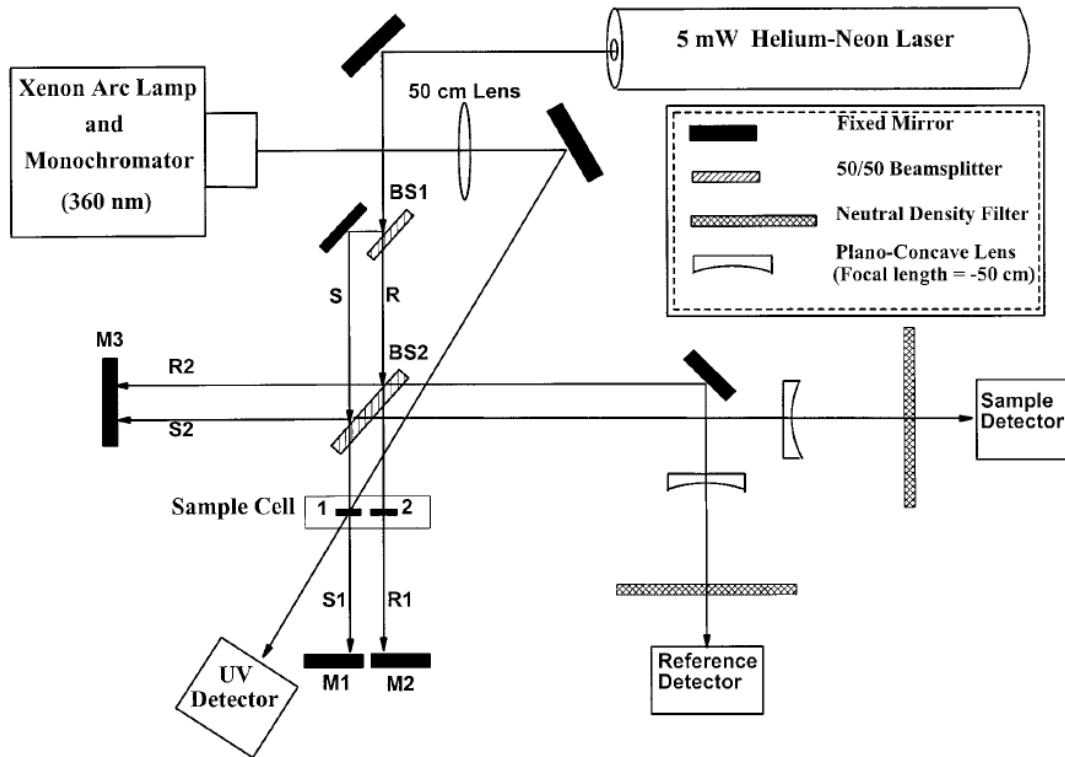 5 mW Helium-Neon Laser
Xenon Arc Lamp
and
Monochromator
(360 nm)
50 cm Lens
Fixed Mirror
50/50 Beamsplitter
Neutral Density Filter
Plano-Concave Lens
(Focal length = -50 cm)
BS1
S
R
M3
R2
BS2
S2
Sample
Detector
Sample Cell
1
2
S1
R1
UV
Detector
M1
M2
Reference
Detector